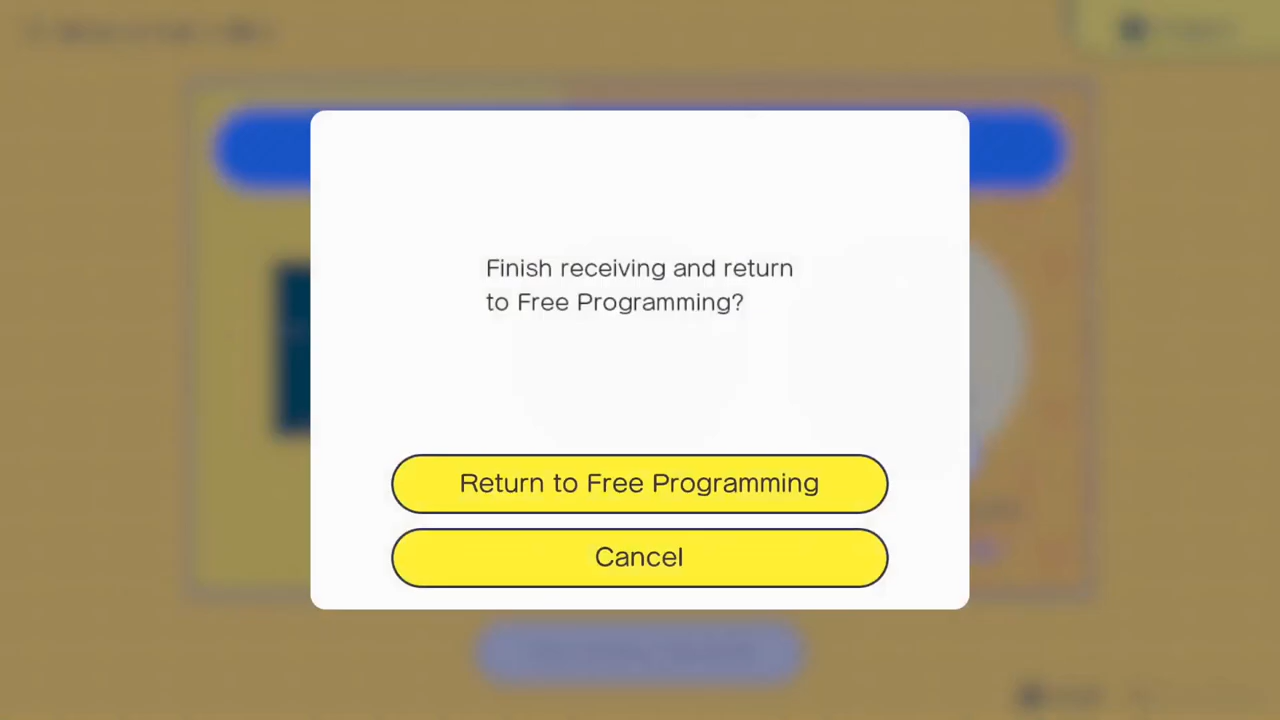 Finish receiving and return
to Free Programming?
Return to Free Programming
Cancel